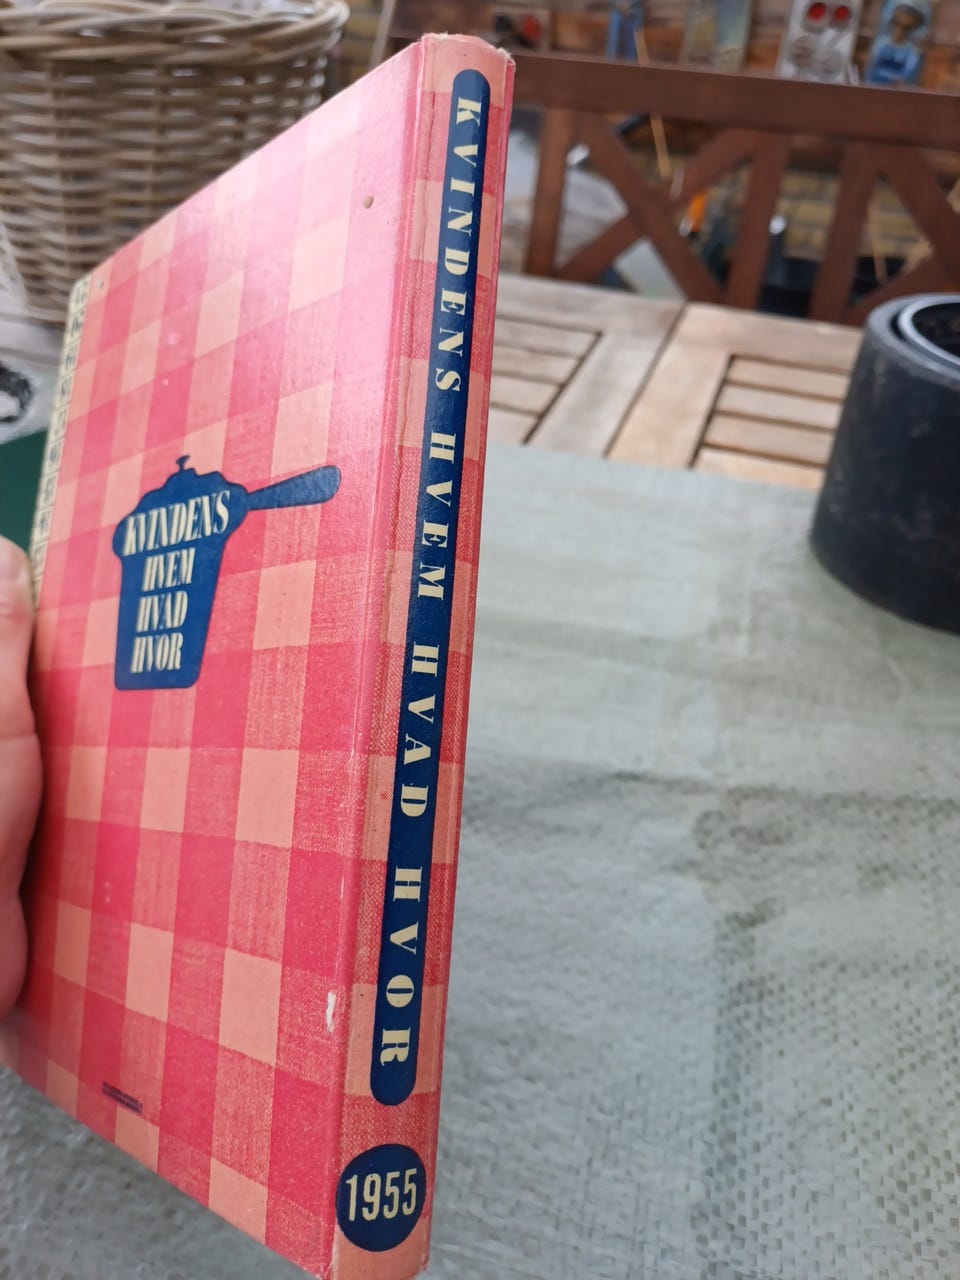 KVINDENS
HVEM
HVAD
HVOR
KVINDENS HVEM HVAD HVOR
1955